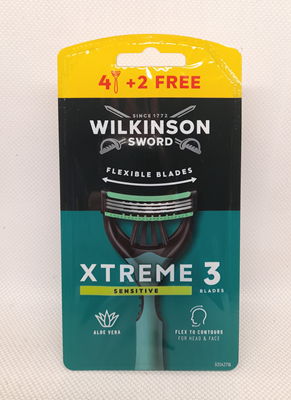 4 +2 FREE
SINCE 1772
WILKINSON
SWORD
FLEXIBLE BLADES
XTREME 3
SENSITIVE
BLADES
ALOE VERA
FLEX TO CONTOURS
FOR HEAD & FACE